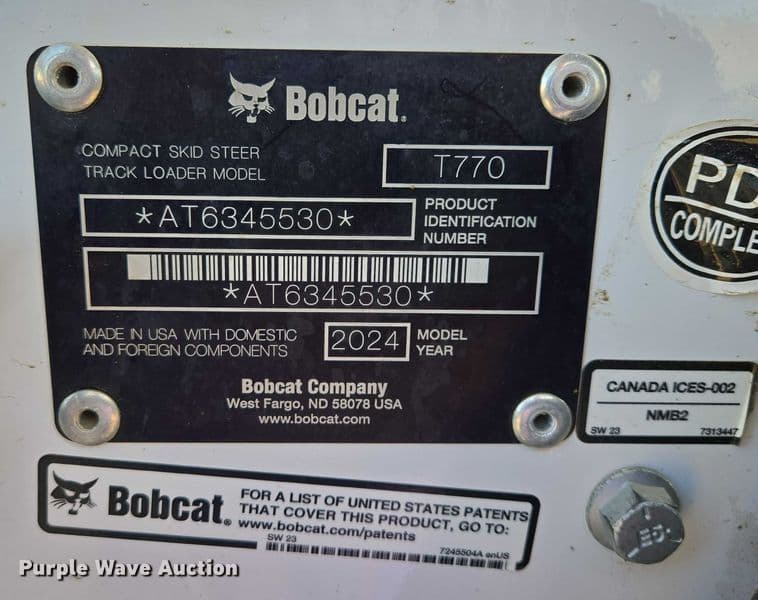 Bobcat.
COMPACT SKID STEER
TRACK LOADER MODEL
T770
*AT6345530*
PRODUCT
IDENTIFICATION
NUMBER
*AT6345530*
MADE IN USA WITH DOMESTIC
AND FOREIGN COMPONENTS
2024
MODEL
YEAR
Bobcat Company
West Fargo, ND 58078 USA
www.bobcat.com
PD
COMPLE
CANADA ICES-002
NMB2
SW 23 7313447
Bobcat.
FOR A LIST OF UNITED STATES PATENTS
THAT COVER THIS PRODUCT, GO TO:
www.bobcat.com/patents
SW 23
7245504A enUS
Purple Wave Auction